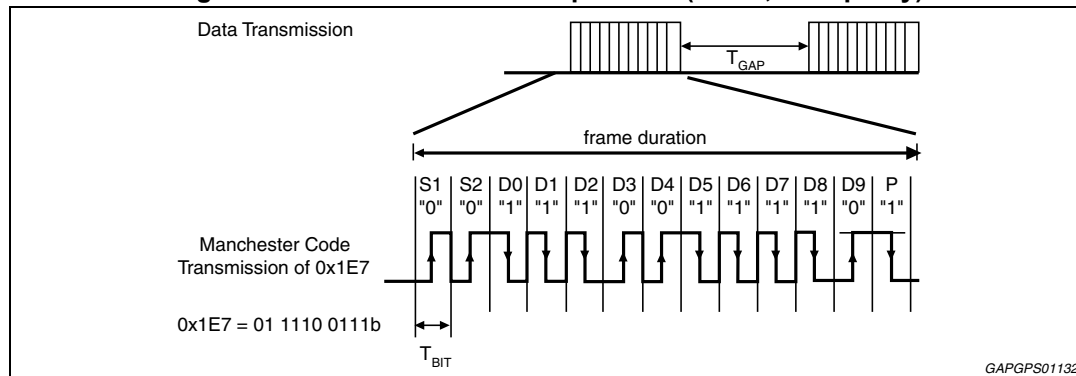 Data Transmission
T_GAP
frame duration
S1 S2 D0 D1 D2 D3 D4 D5 D6 D7 D8 D9 P
"0" "0" "1" "1" "1" "0" "0" "1" "1" "1" "1" "0" "1"
Manchester Code
Transmission of 0x1E7
0x1E7 = 01 1110 0111b
T_BIT
GAPGPS01132